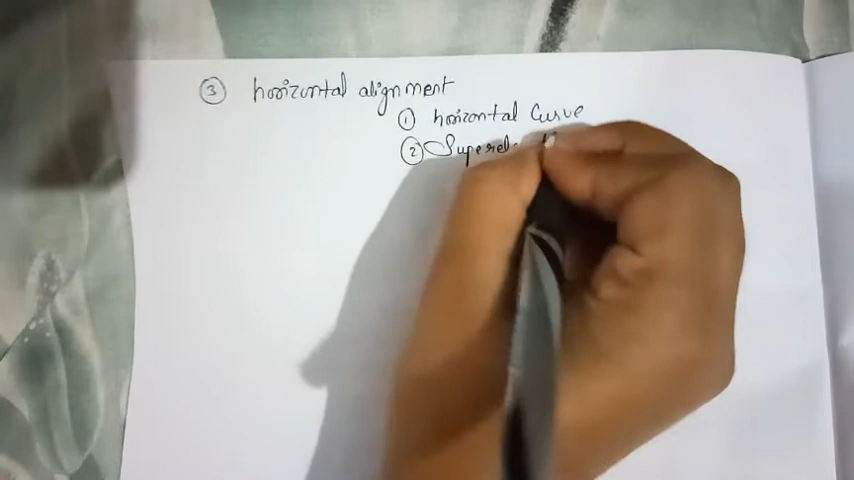 ③ horizontal alignment
① horizontal Curve
②